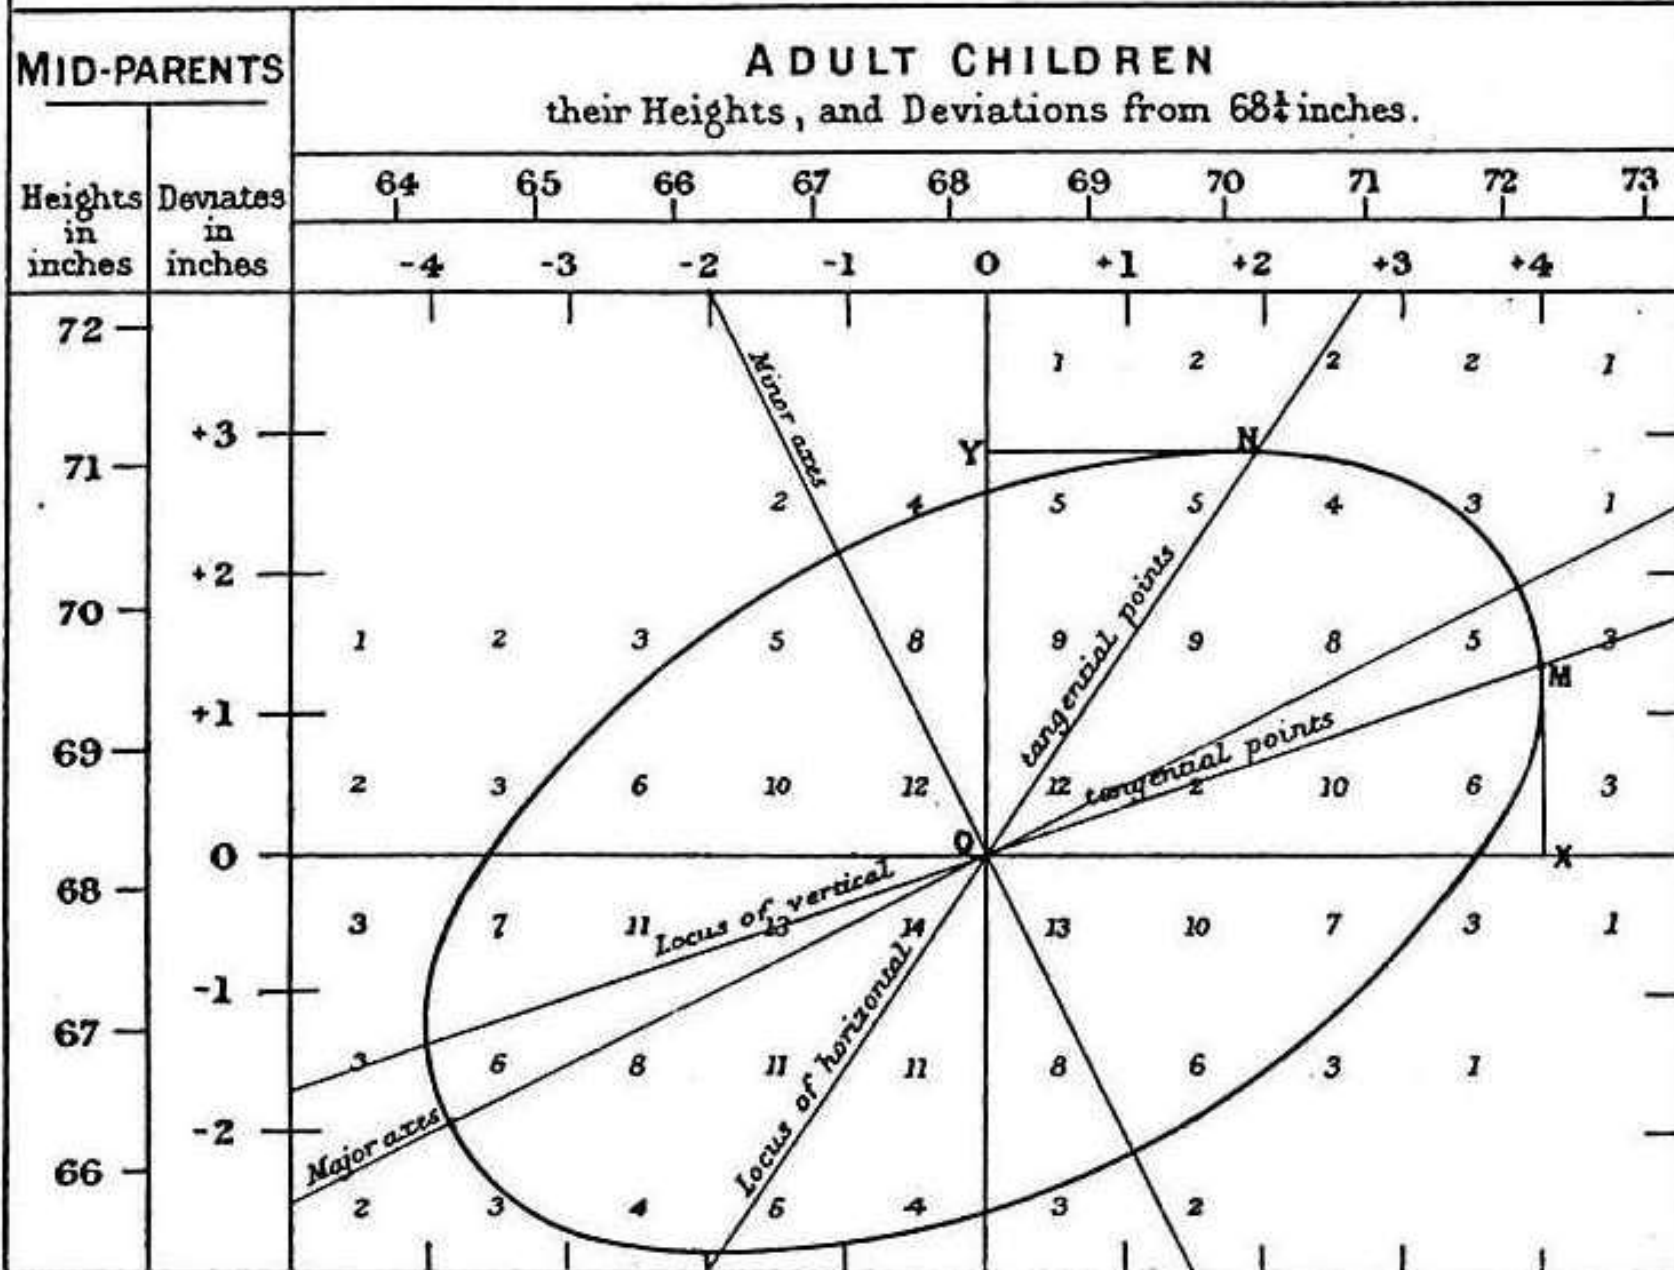 MID-PARENTS
ADULT CHILDREN
their Heights, and Deviations from 68¼ inches.
Heights in inches
Deviates in inches
64 65 66 67 68 69 70 71 72 73
-4 -3 -2 -1 0 +1 +2 +3 +4
72
1 2 2 2 1
Minor axes
+3
Y N
71
2 4 5 5 4 3 1
+2
tangential points
70
1 2 3 5 8 9 9 8 5 3
M
+1
tangential points
69
2 3 6 10 12 12 2 10 6 3
0
O X
68
Locus of vertical
3 7 11 13 14 13 10 7 3 1
-1
Locus of horizontal
67
3 6 8 11 11 8 6 3 1
-2
Major axes
66
2 3 4 6 4 3 2